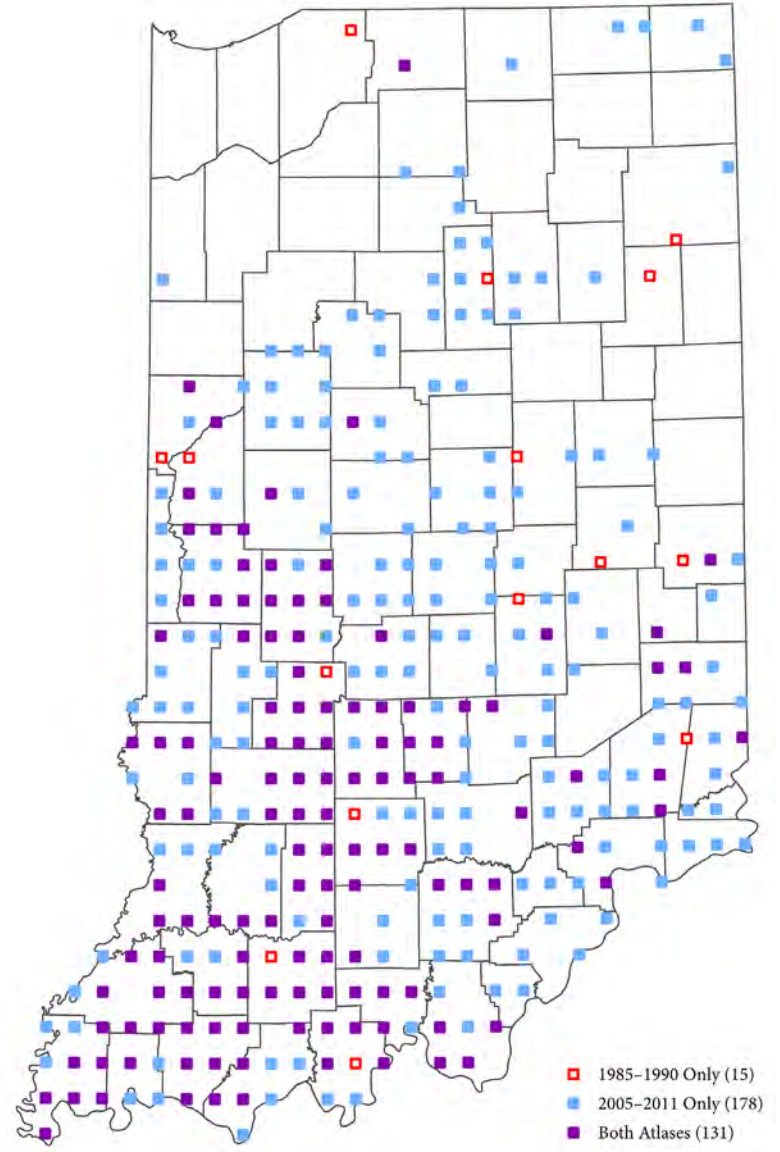 1985–1990 Only (15)
2005–2011 Only (178)
Both Atlases (131)